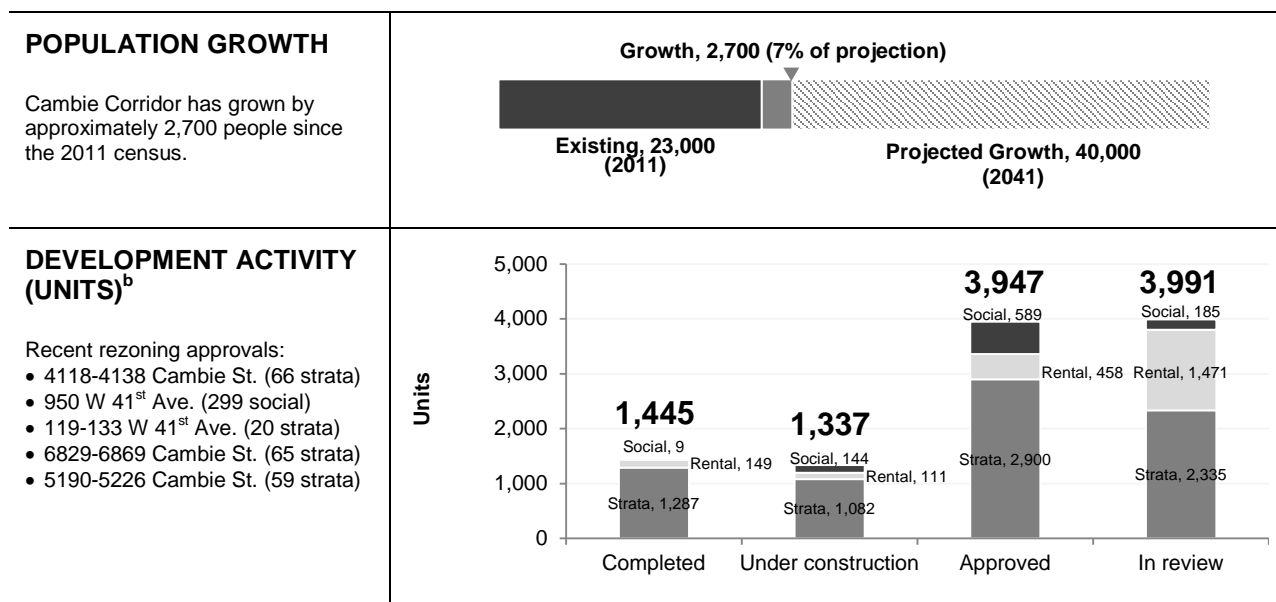 POPULATION GROWTH
Cambie Corridor has grown by
approximately 2,700 people since
the 2011 census.
Growth, 2,700 (7% of projection)
Existing, 23,000
(2011)
Projected Growth, 40,000
(2041)
DEVELOPMENT ACTIVITY
(UNITS)b
Recent rezoning approvals:
• 4118-4138 Cambie St. (66 strata)
• 950 W 41st Ave. (299 social)
• 119-133 W 41st Ave. (20 strata)
• 6829-6869 Cambie St. (65 strata)
• 5190-5226 Cambie St. (59 strata)
Units
5,000
4,000
3,000
2,000
1,000
0
1,445
Social, 9
Rental, 149
Strata, 1,287
Completed
1,337
Social, 144
Rental, 111
Strata, 1,082
Under construction
3,947
Social, 589
Rental, 458
Strata, 2,900
Approved
3,991
Social, 185
Rental, 1,471
Strata, 2,335
In review